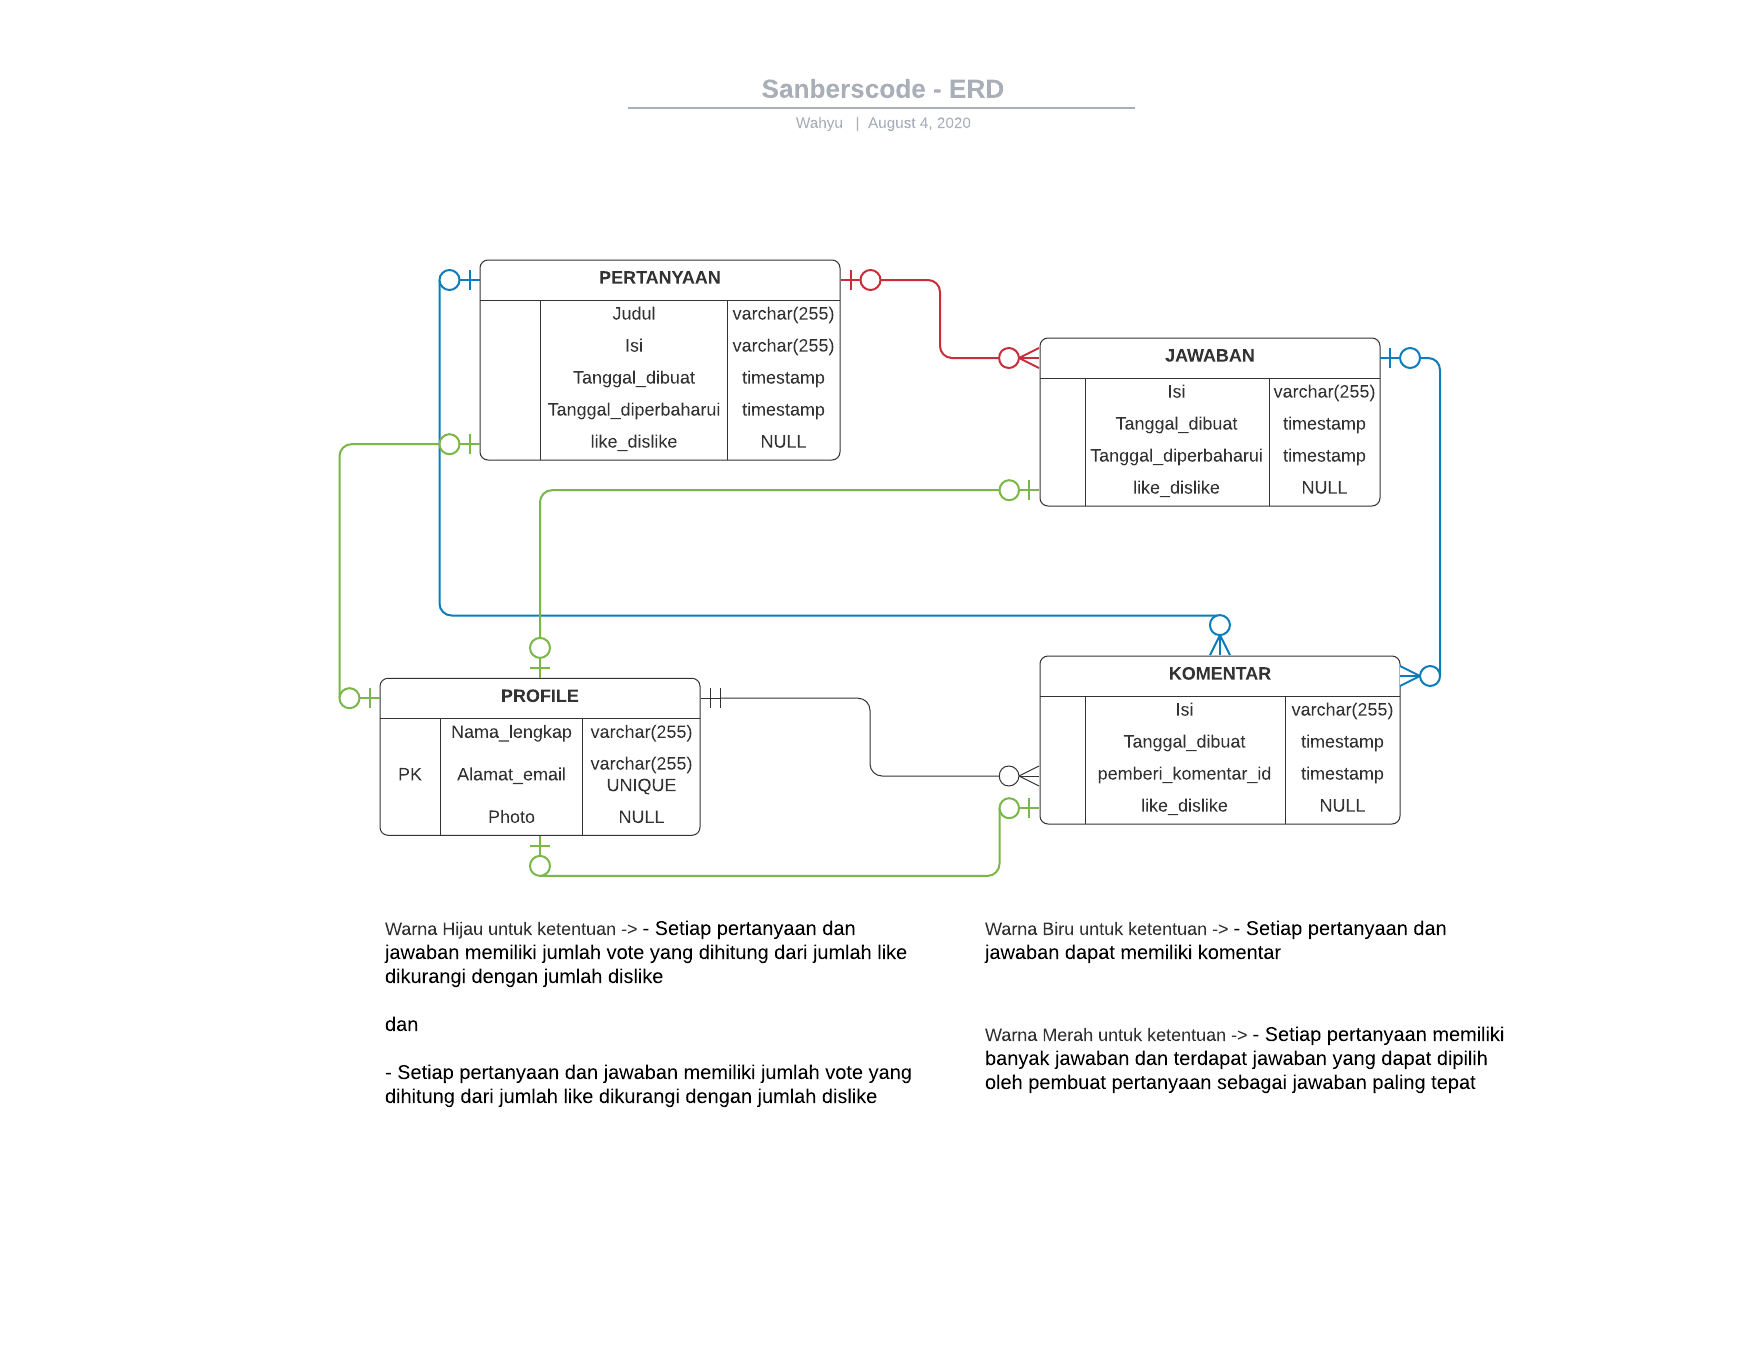 Sanberscode - ERD
Wahyu | August 4, 2020
PERTANYAAN
Judul varchar(255)
Isi varchar(255)
Tanggal_dibuat timestamp
Tanggal_diperbaharui timestamp
like_dislike NULL
JAWABAN
Isi varchar(255)
Tanggal_dibuat timestamp
Tanggal_diperbaharui timestamp
like_dislike NULL
PROFILE
Nama_lengkap varchar(255)
PK Alamat_email varchar(255)
UNIQUE
Photo NULL
KOMENTAR
Isi varchar(255)
Tanggal_dibuat timestamp
pemberi_komentar_id timestamp
like_dislike NULL
Warna Hijau untuk ketentuan -> - Setiap pertanyaan dan
jawaban memiliki jumlah vote yang dihitung dari jumlah like
dikurangi dengan jumlah dislike
dan
- Setiap pertanyaan dan jawaban memiliki jumlah vote yang
dihitung dari jumlah like dikurangi dengan jumlah dislike
Warna Biru untuk ketentuan -> - Setiap pertanyaan dan
jawaban dapat memiliki komentar
Warna Merah untuk ketentuan -> - Setiap pertanyaan memiliki
banyak jawaban dan terdapat jawaban yang dapat dipilih
oleh pembuat pertanyaan sebagai jawaban paling tepat